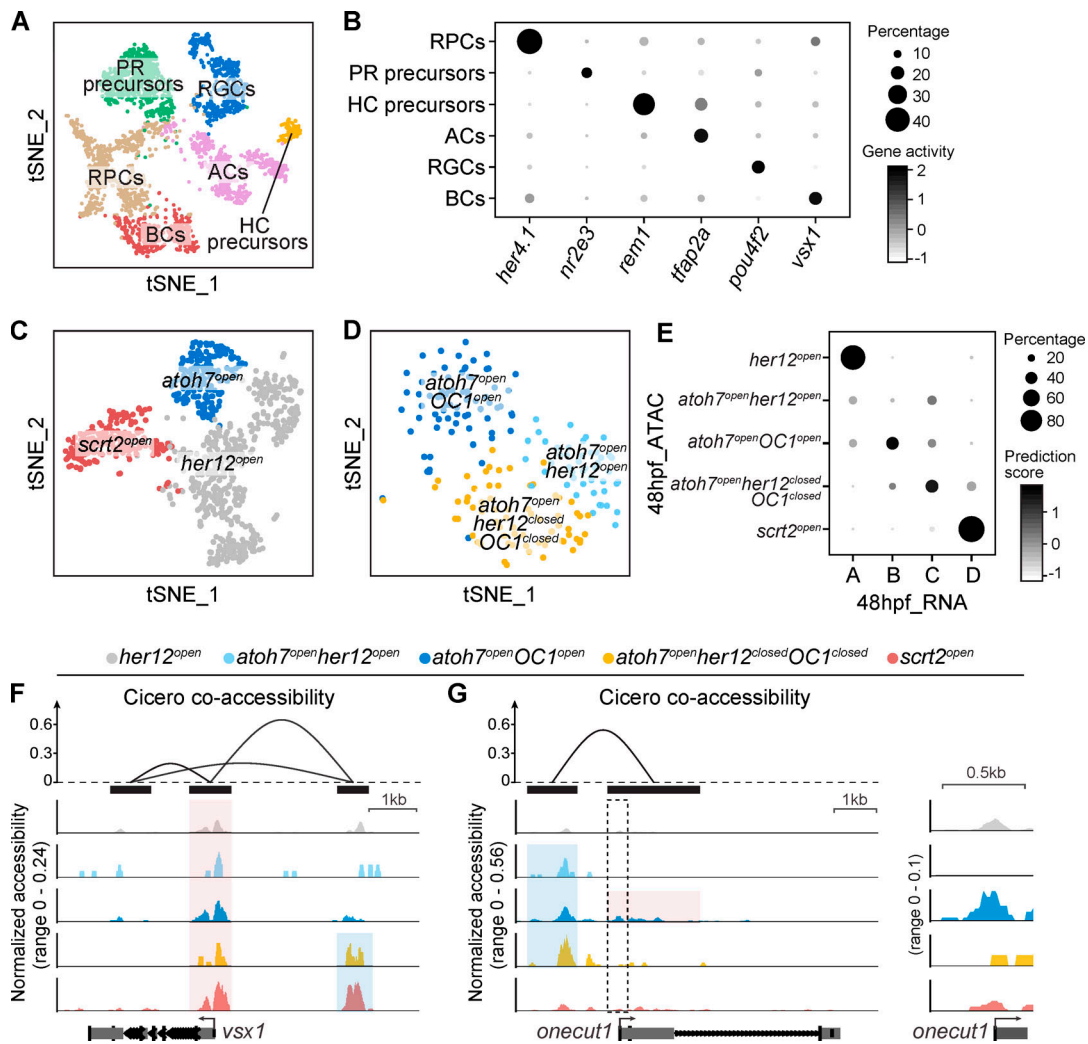 A
PR
precursors
RGCs
RPCs
ACs
BCs
HC
precursors
tSNE_2
tSNE_1
B
RPCs
PR precursors
HC precursors
ACs
RGCs
BCs
her4.1
nr2e3
rem1
tfap2a
pou4f2
vsx1
Percentage
10
20
30
40
Gene activity
2
1
0
-1
C
atoh7open
scrt2open
her12open
tSNE_2
tSNE_1
D
atoh7open
OC1open
atoh7open
her12open
atoh7open
her12closed
OC1closed
tSNE_2
tSNE_1
E
her12open
atoh7openher12open
atoh7openOC1open
atoh7openher12closed
OC1closed
scrt2open
48hpf_ATAC
A B C D
48hpf_RNA
Percentage
20
40
60
80
Prediction
score
1
0
-1
her12open atoh7openher12open atoh7openOC1open atoh7openher12closedOC1closed scrt2open
F
Cicero co-accessibility
0.6
0.3
0
1kb
Normalized accessibility
(range 0 - 0.24)
vsx1
G
Cicero co-accessibility
0.6
0.3
0
1kb
Normalized accessibility
(range 0 - 0.56)
onecut1
0.5kb
(range 0 - 0.1)
onecut1